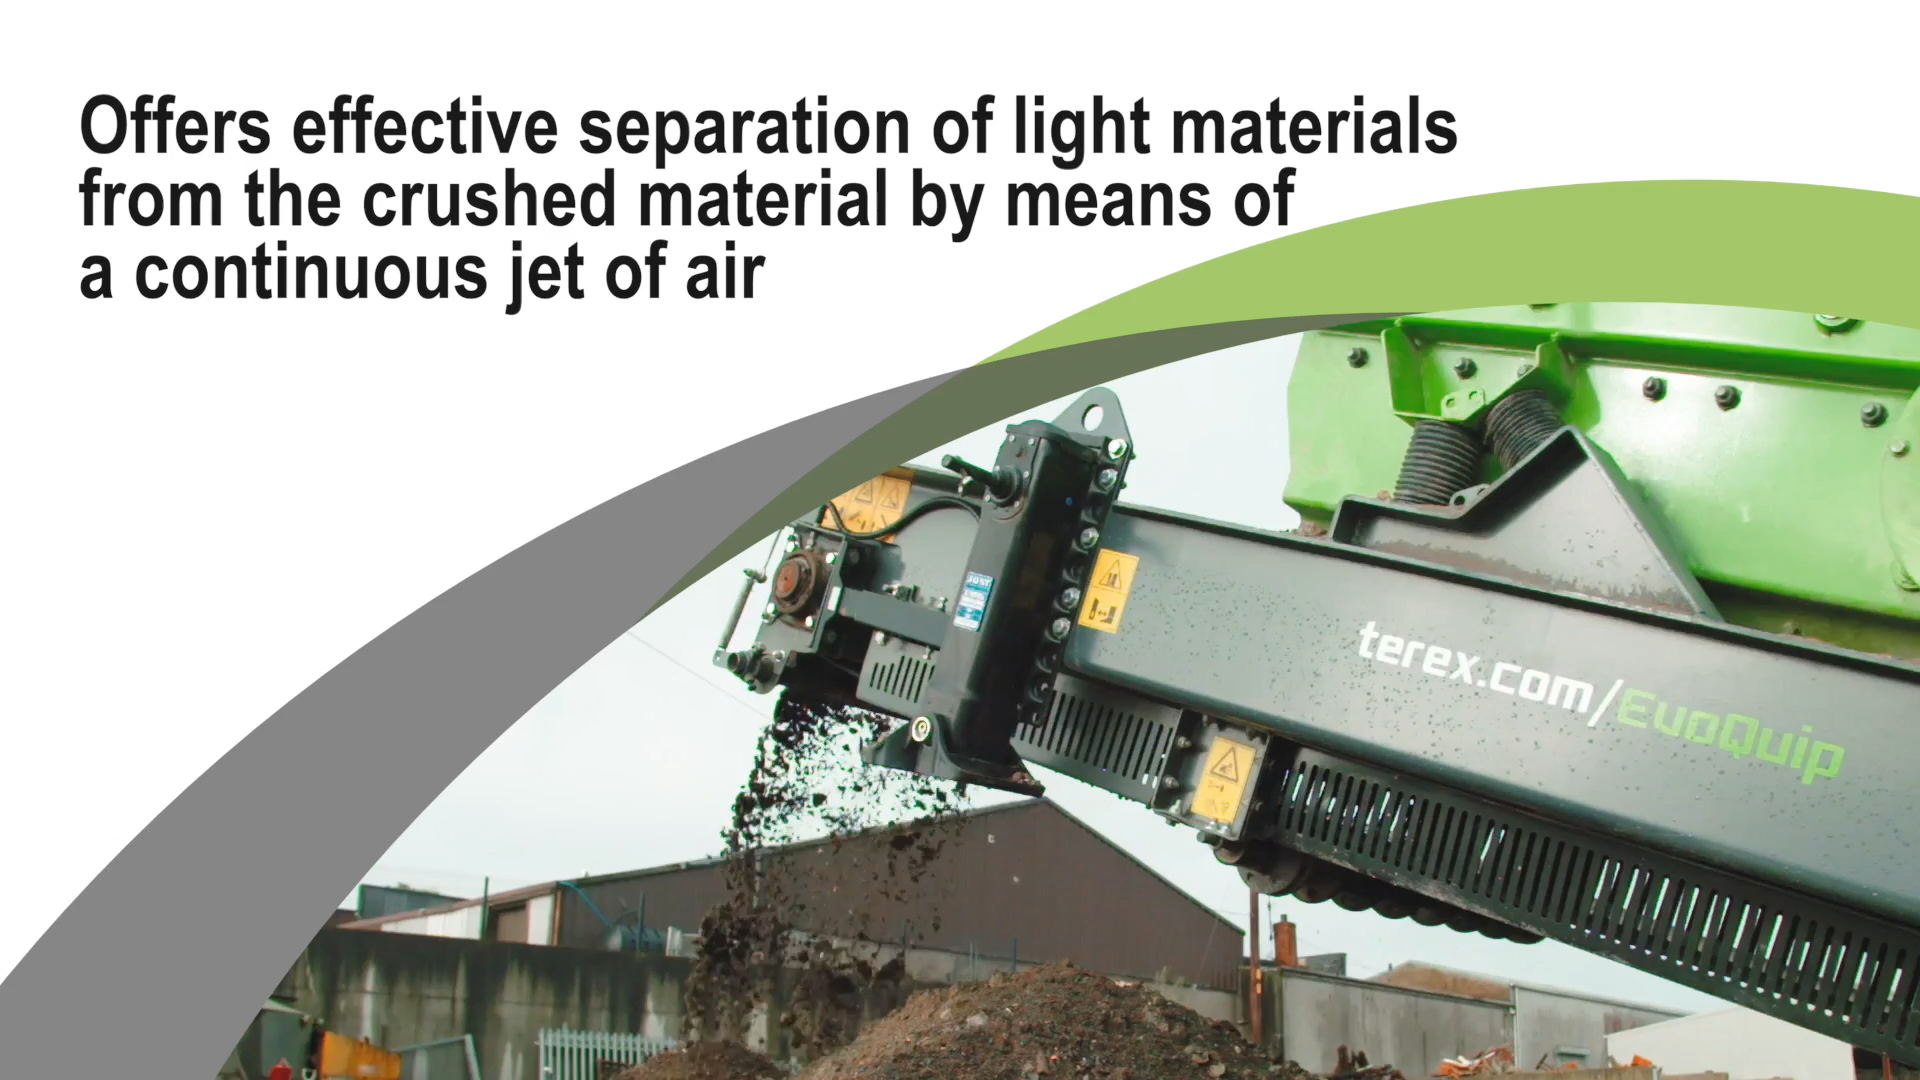 Offers effective separation of light materials
from the crushed material by means of
a continuous jet of air
JOST
terex.com/EvoQuip